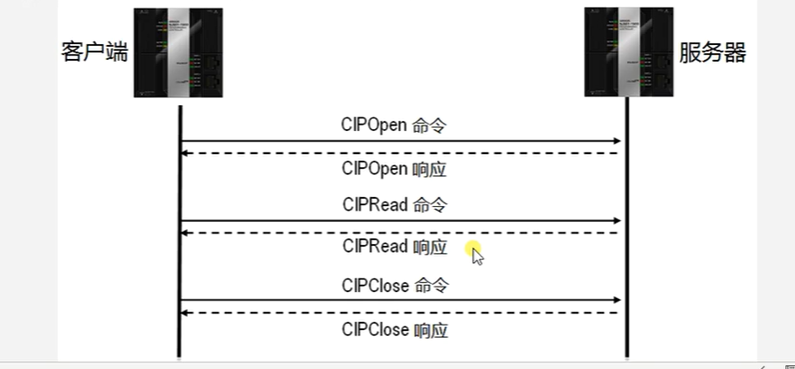 客户端
服务器
CIPOpen 命令
CIPOpen 响应
CIPRead 命令
CIPRead 响应
CIPClose 命令
CIPClose 响应